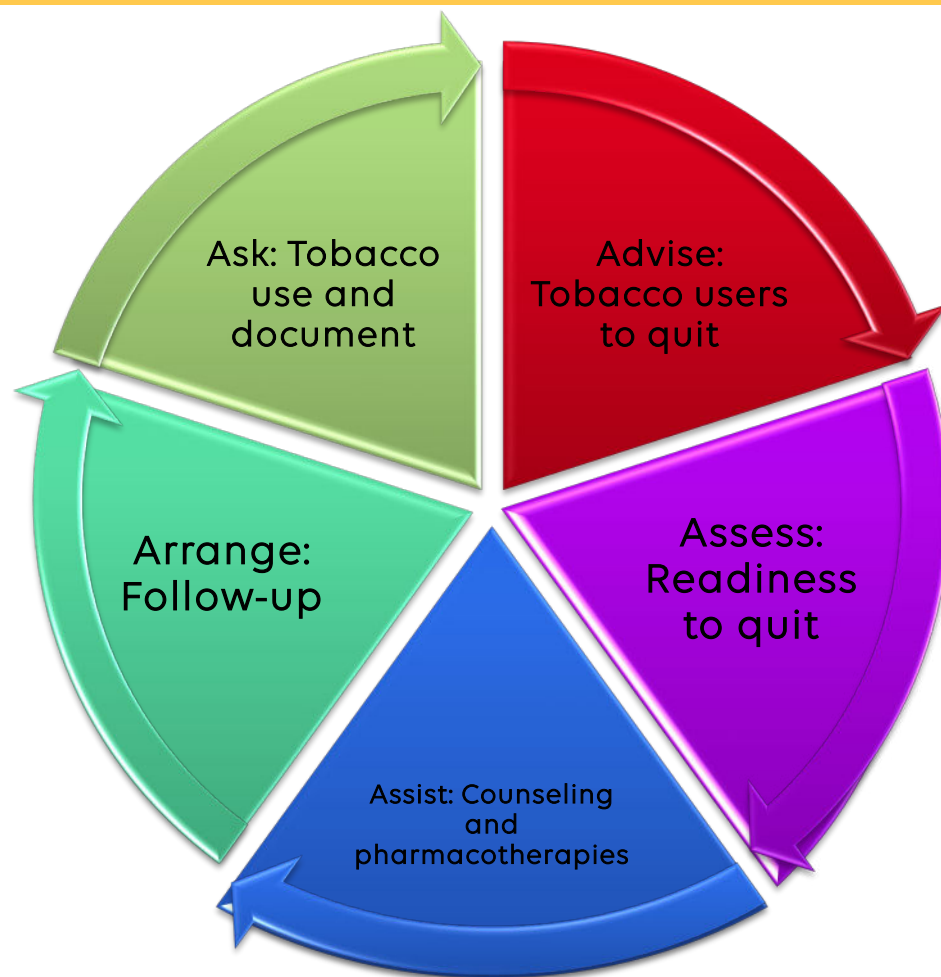 Ask: Tobacco
use and
document
Advise:
Tobacco users
to quit
Assess:
Readiness
to quit
Assist: Counseling
and
pharmacotherapies
Arrange:
Follow-up